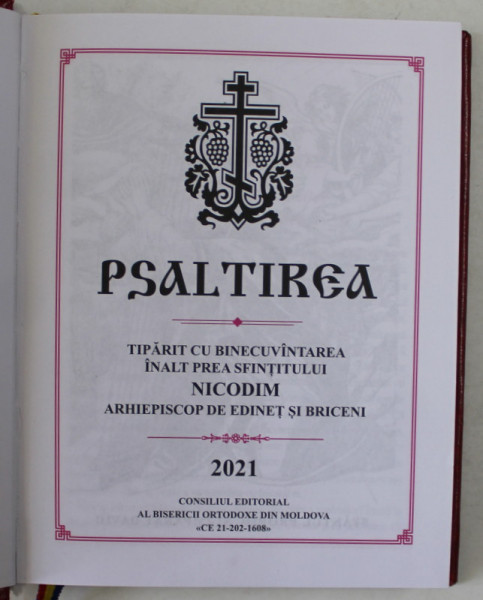 PSALTIREA
TIPĂRIT CU BINECUVÎNTAREA
ÎNALT PREA SFINȚITULUI
NICODIM
ARHIEPISCOP DE EDINEȚ ȘI BRICENI
2021
CONSILIUL EDITORIAL
AL BISERICII ORTODOXE DIN MOLDOVA
«CE 21-202-1608»